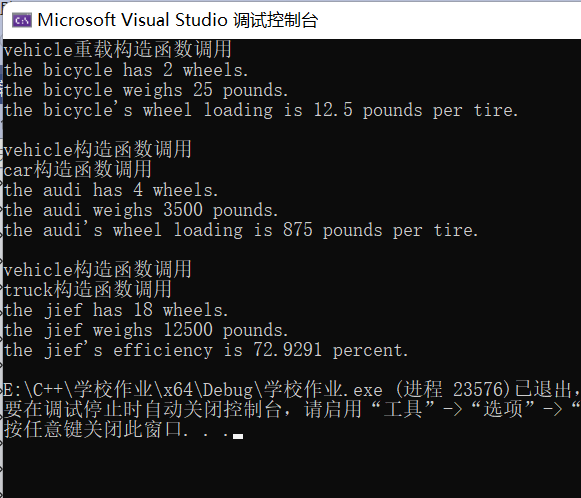 Microsoft Visual Studio 调试控制台
vehicle重载构造函数调用
the bicycle has 2 wheels.
the bicycle weighs 25 pounds.
the bicycle's wheel loading is 12.5 pounds per tire.
vehicle构造函数调用
car构造函数调用
the audi has 4 wheels.
the audi weighs 3500 pounds.
the audi's wheel loading is 875 pounds per tire.
vehicle构造函数调用
truck构造函数调用
the jief has 18 wheels.
the jief weighs 12500 pounds.
the jief's efficiency is 72.9291 percent.
E:\C++\学校作业\x64\Debug\学校作业.exe (进程 23576)已退出，
要在调试停止时自动关闭控制台，请启用“工具”->“选项”->“
按任意键关闭此窗口. . .